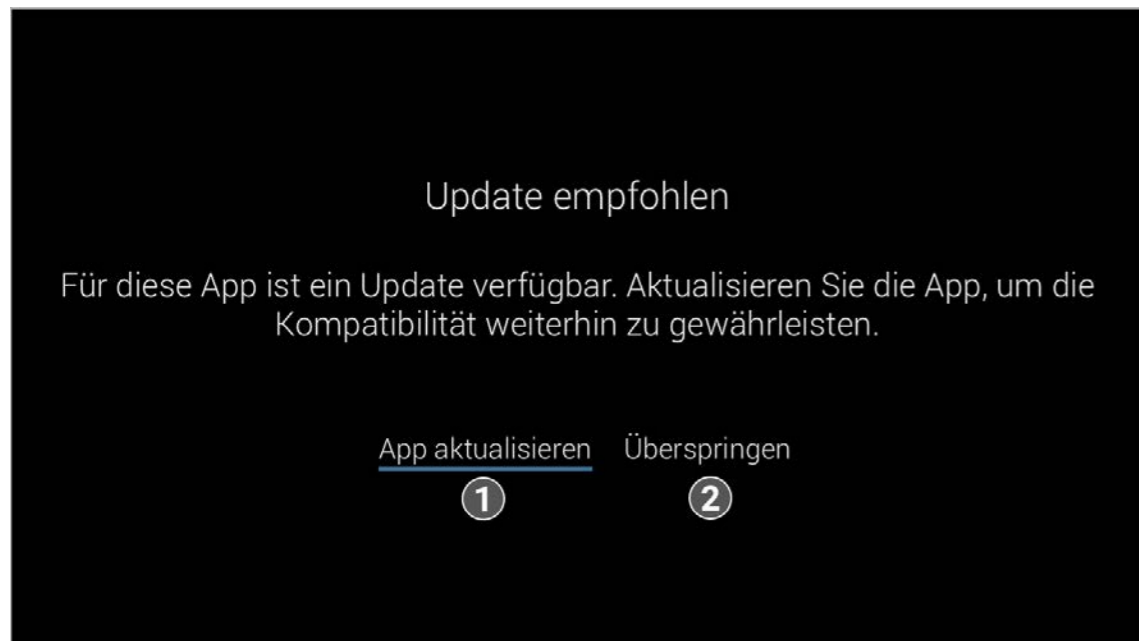 Update empfohlen
Für diese App ist ein Update verfügbar. Aktualisieren Sie die App, um die
Kompatibilität weiterhin zu gewährleisten.
App aktualisieren Überspringen
1 2